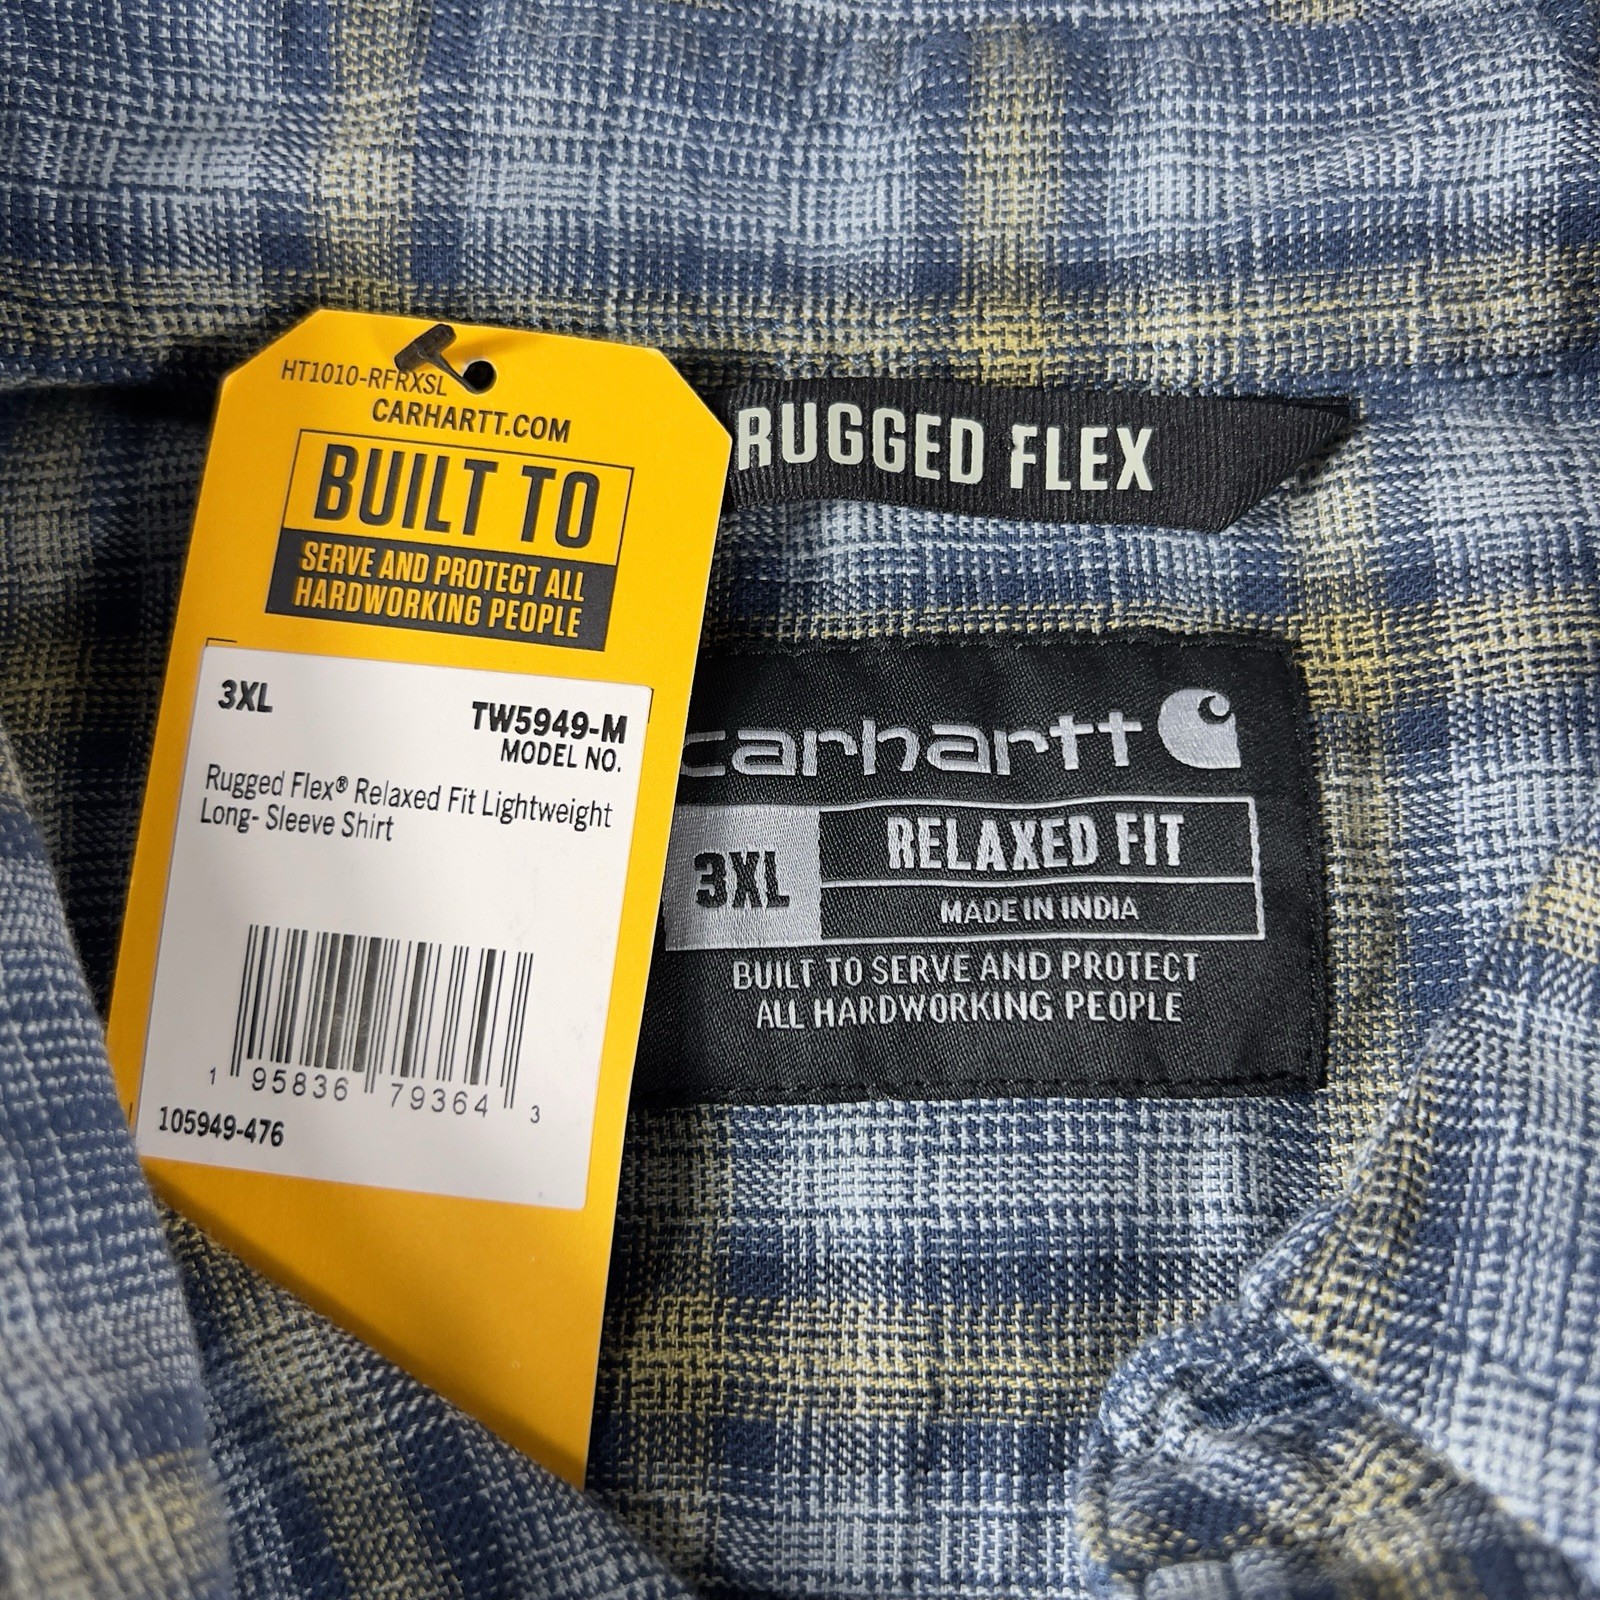 HT1010-RFRXSL
CARHARTT.COM
BUILT TO
SERVE AND PROTECT ALL
HARDWORKING PEOPLE
3XL
TW5949-M
MODEL NO.
Rugged Flex® Relaxed Fit Lightweight
Long- Sleeve Shirt
1 95836 79364 3
105949-476
RUGGED FLEX
carhartt
3XL
RELAXED FIT
MADE IN INDIA
BUILT TO SERVE AND PROTECT
ALL HARDWORKING PEOPLE